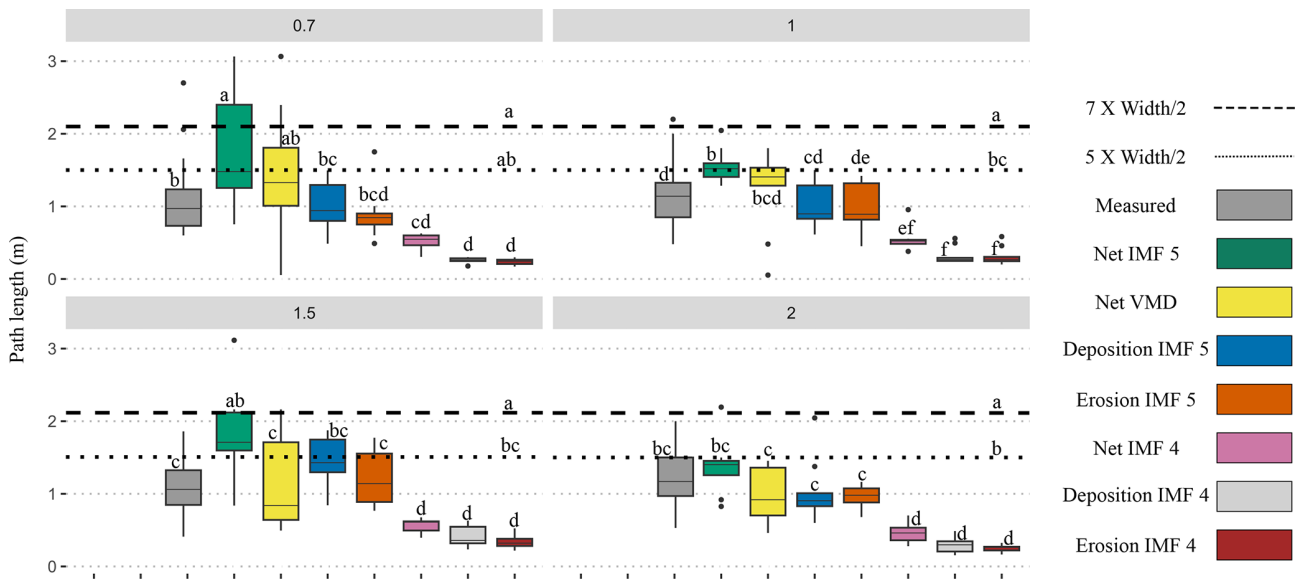 0.7
1
3
2
1
0
b
a
ab
bc
bcd
cd
d
d
a
ab
d
b
bcd
cd
de
ef
f
f
a
bc
Path length (m)
1.5
2
3
2
1
0
c
ab
c
bc
c
d
d
d
a
bc
bc
bc
c
c
c
d
d
d
a
b
7 X Width/2
5 X Width/2
Measured
Net IMF 5
Net VMD
Deposition IMF 5
Erosion IMF 5
Net IMF 4
Deposition IMF 4
Erosion IMF 4